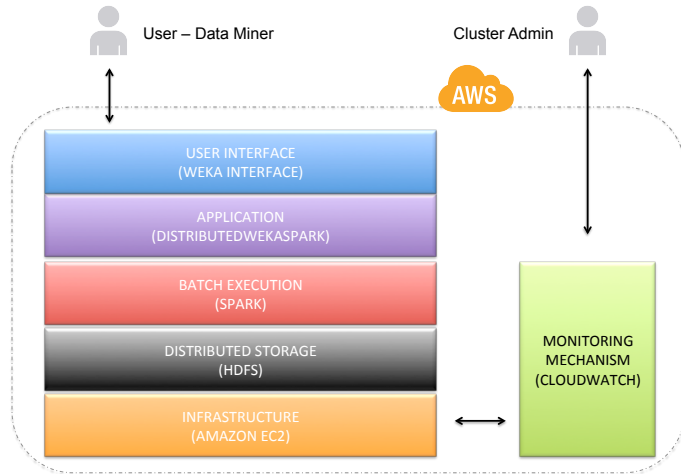 User – Data Miner
Cluster Admin
AWS
USER INTERFACE
(WEKA INTERFACE)
APPLICATION
(DISTRIBUTEDWEKASPARK)
BATCH EXECUTION
(SPARK)
DISTRIBUTED STORAGE
(HDFS)
INFRASTRUCTURE
(AMAZON EC2)
MONITORING
MECHANISM
(CLOUDWATCH)